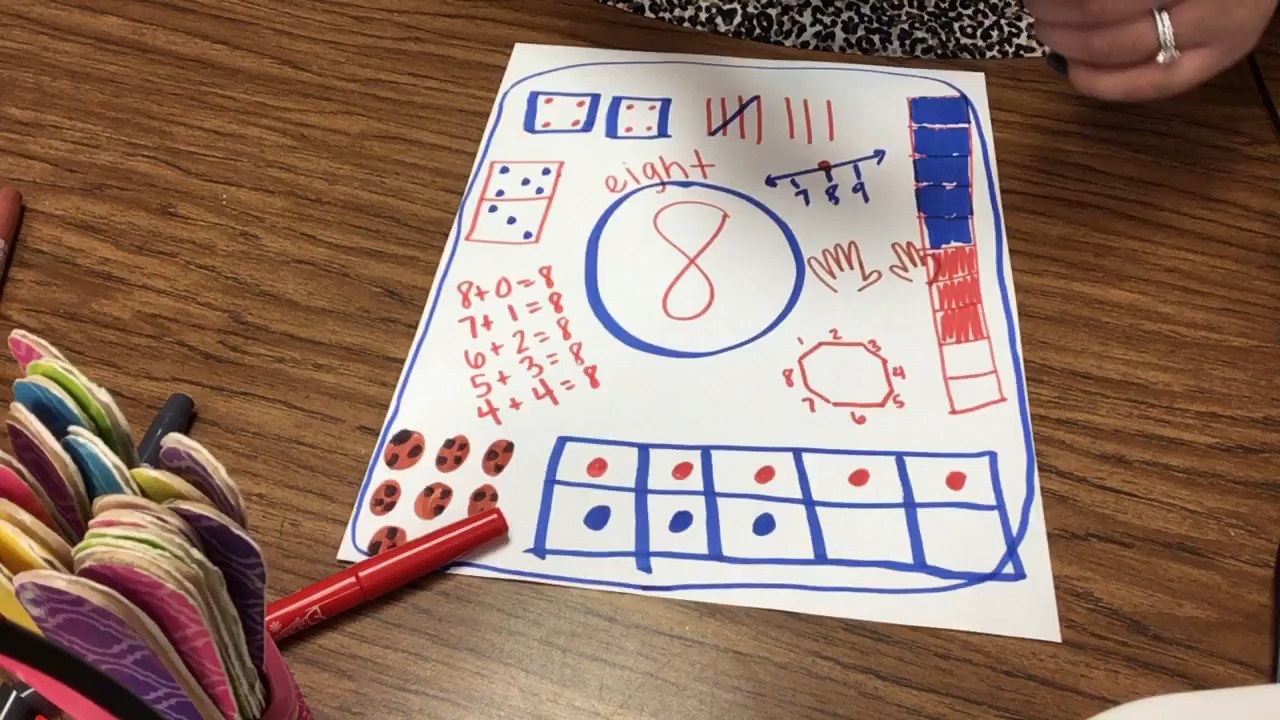 eight
7 8 9
8
8 + 0 = 8
7 + 1 = 8
6 + 2 = 8
5 + 3 = 8
4 + 4 = 8
1 2 3
8 4
7 6 5